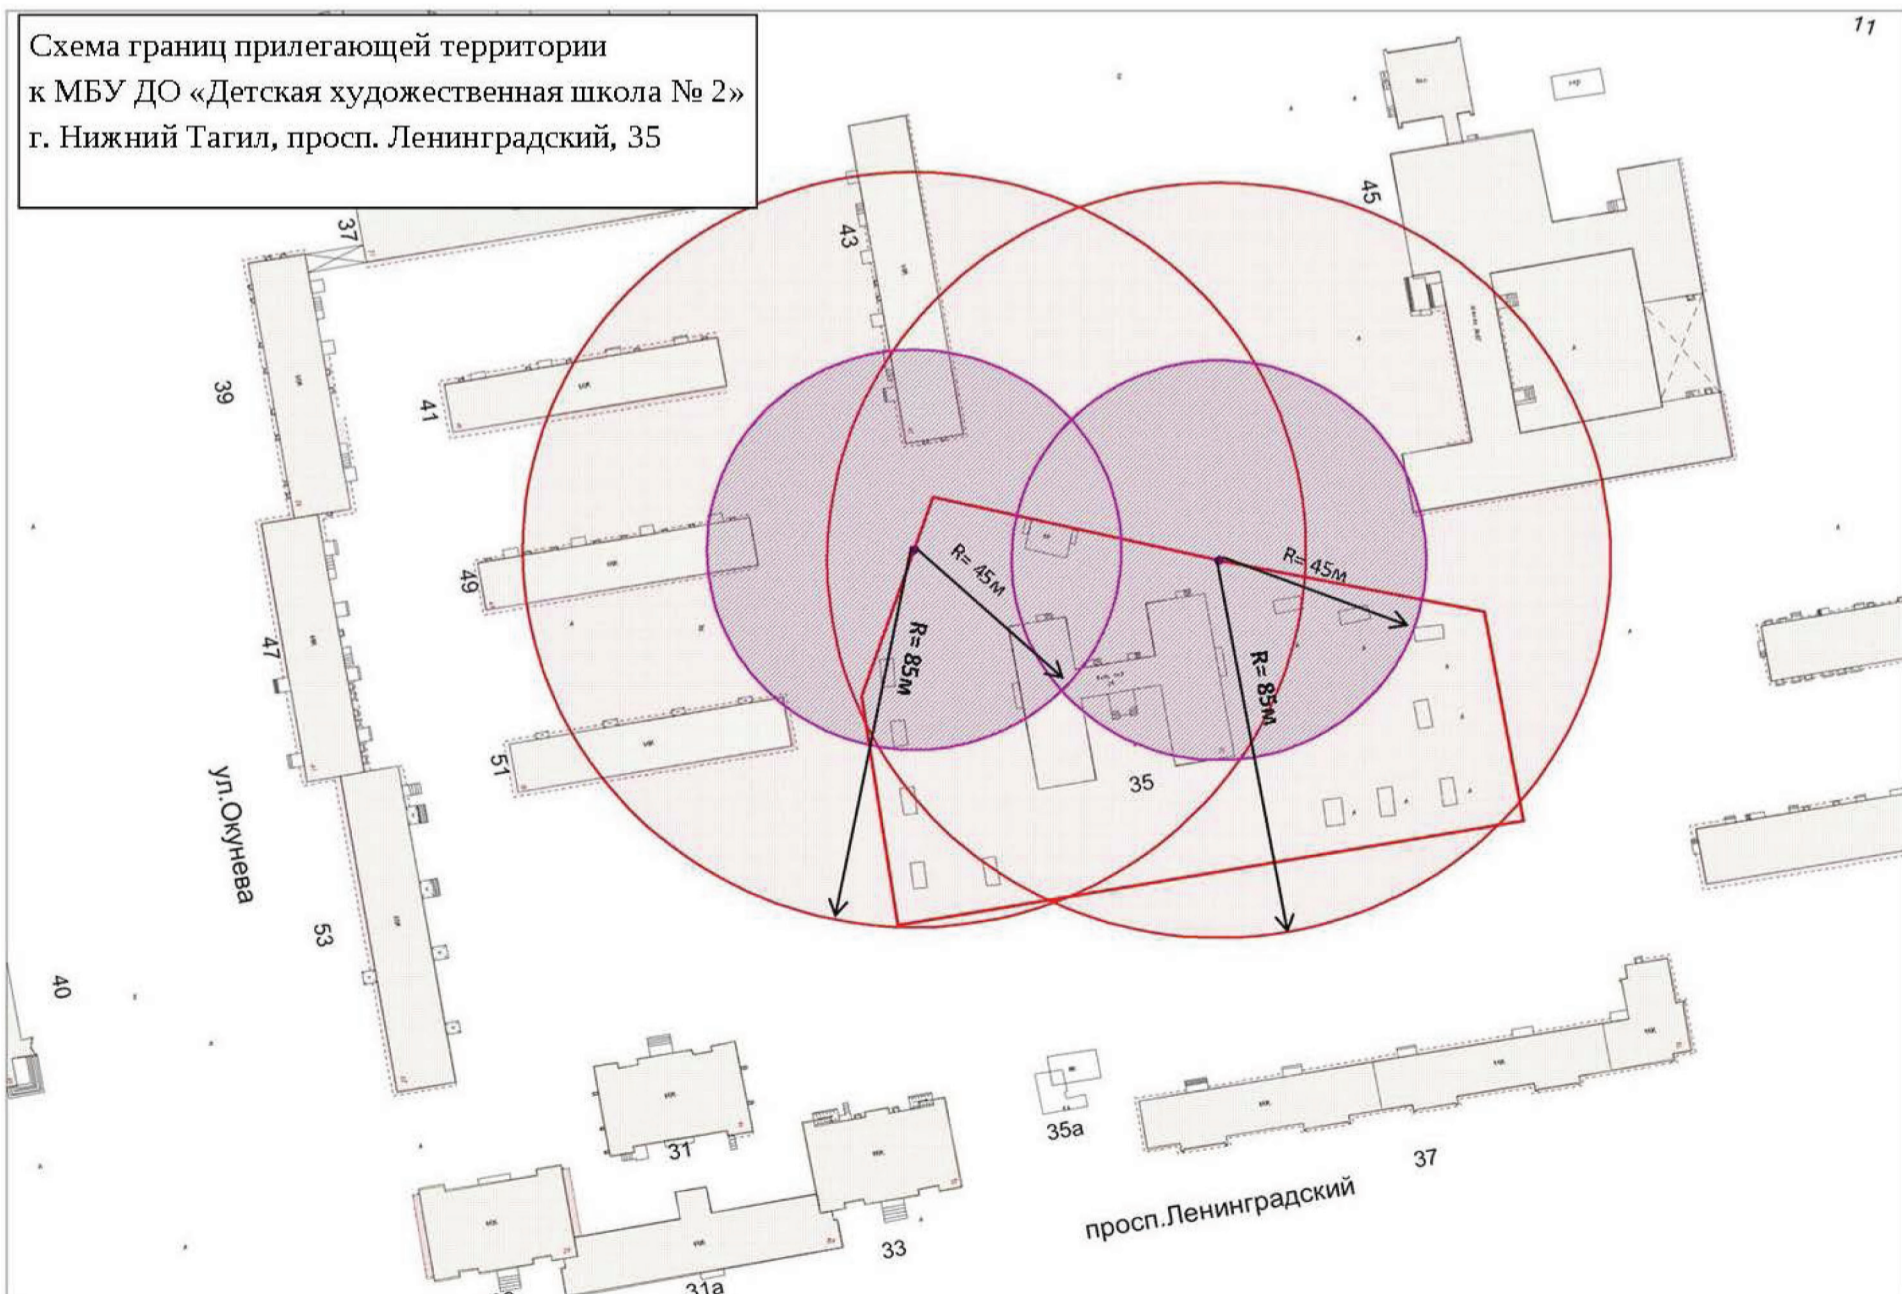 Схема границ прилегающей территории
к МБУ ДО «Детская художественная школа № 2»
г. Нижний Тагил, просп. Ленинградский, 35
11
37
43
45
39
41
49
47
51
53
40
R= 45м
R= 45м
R= 85м
R= 85м
35
ул.Окунева
31
35а
37
33
31а
просп.Ленинградский